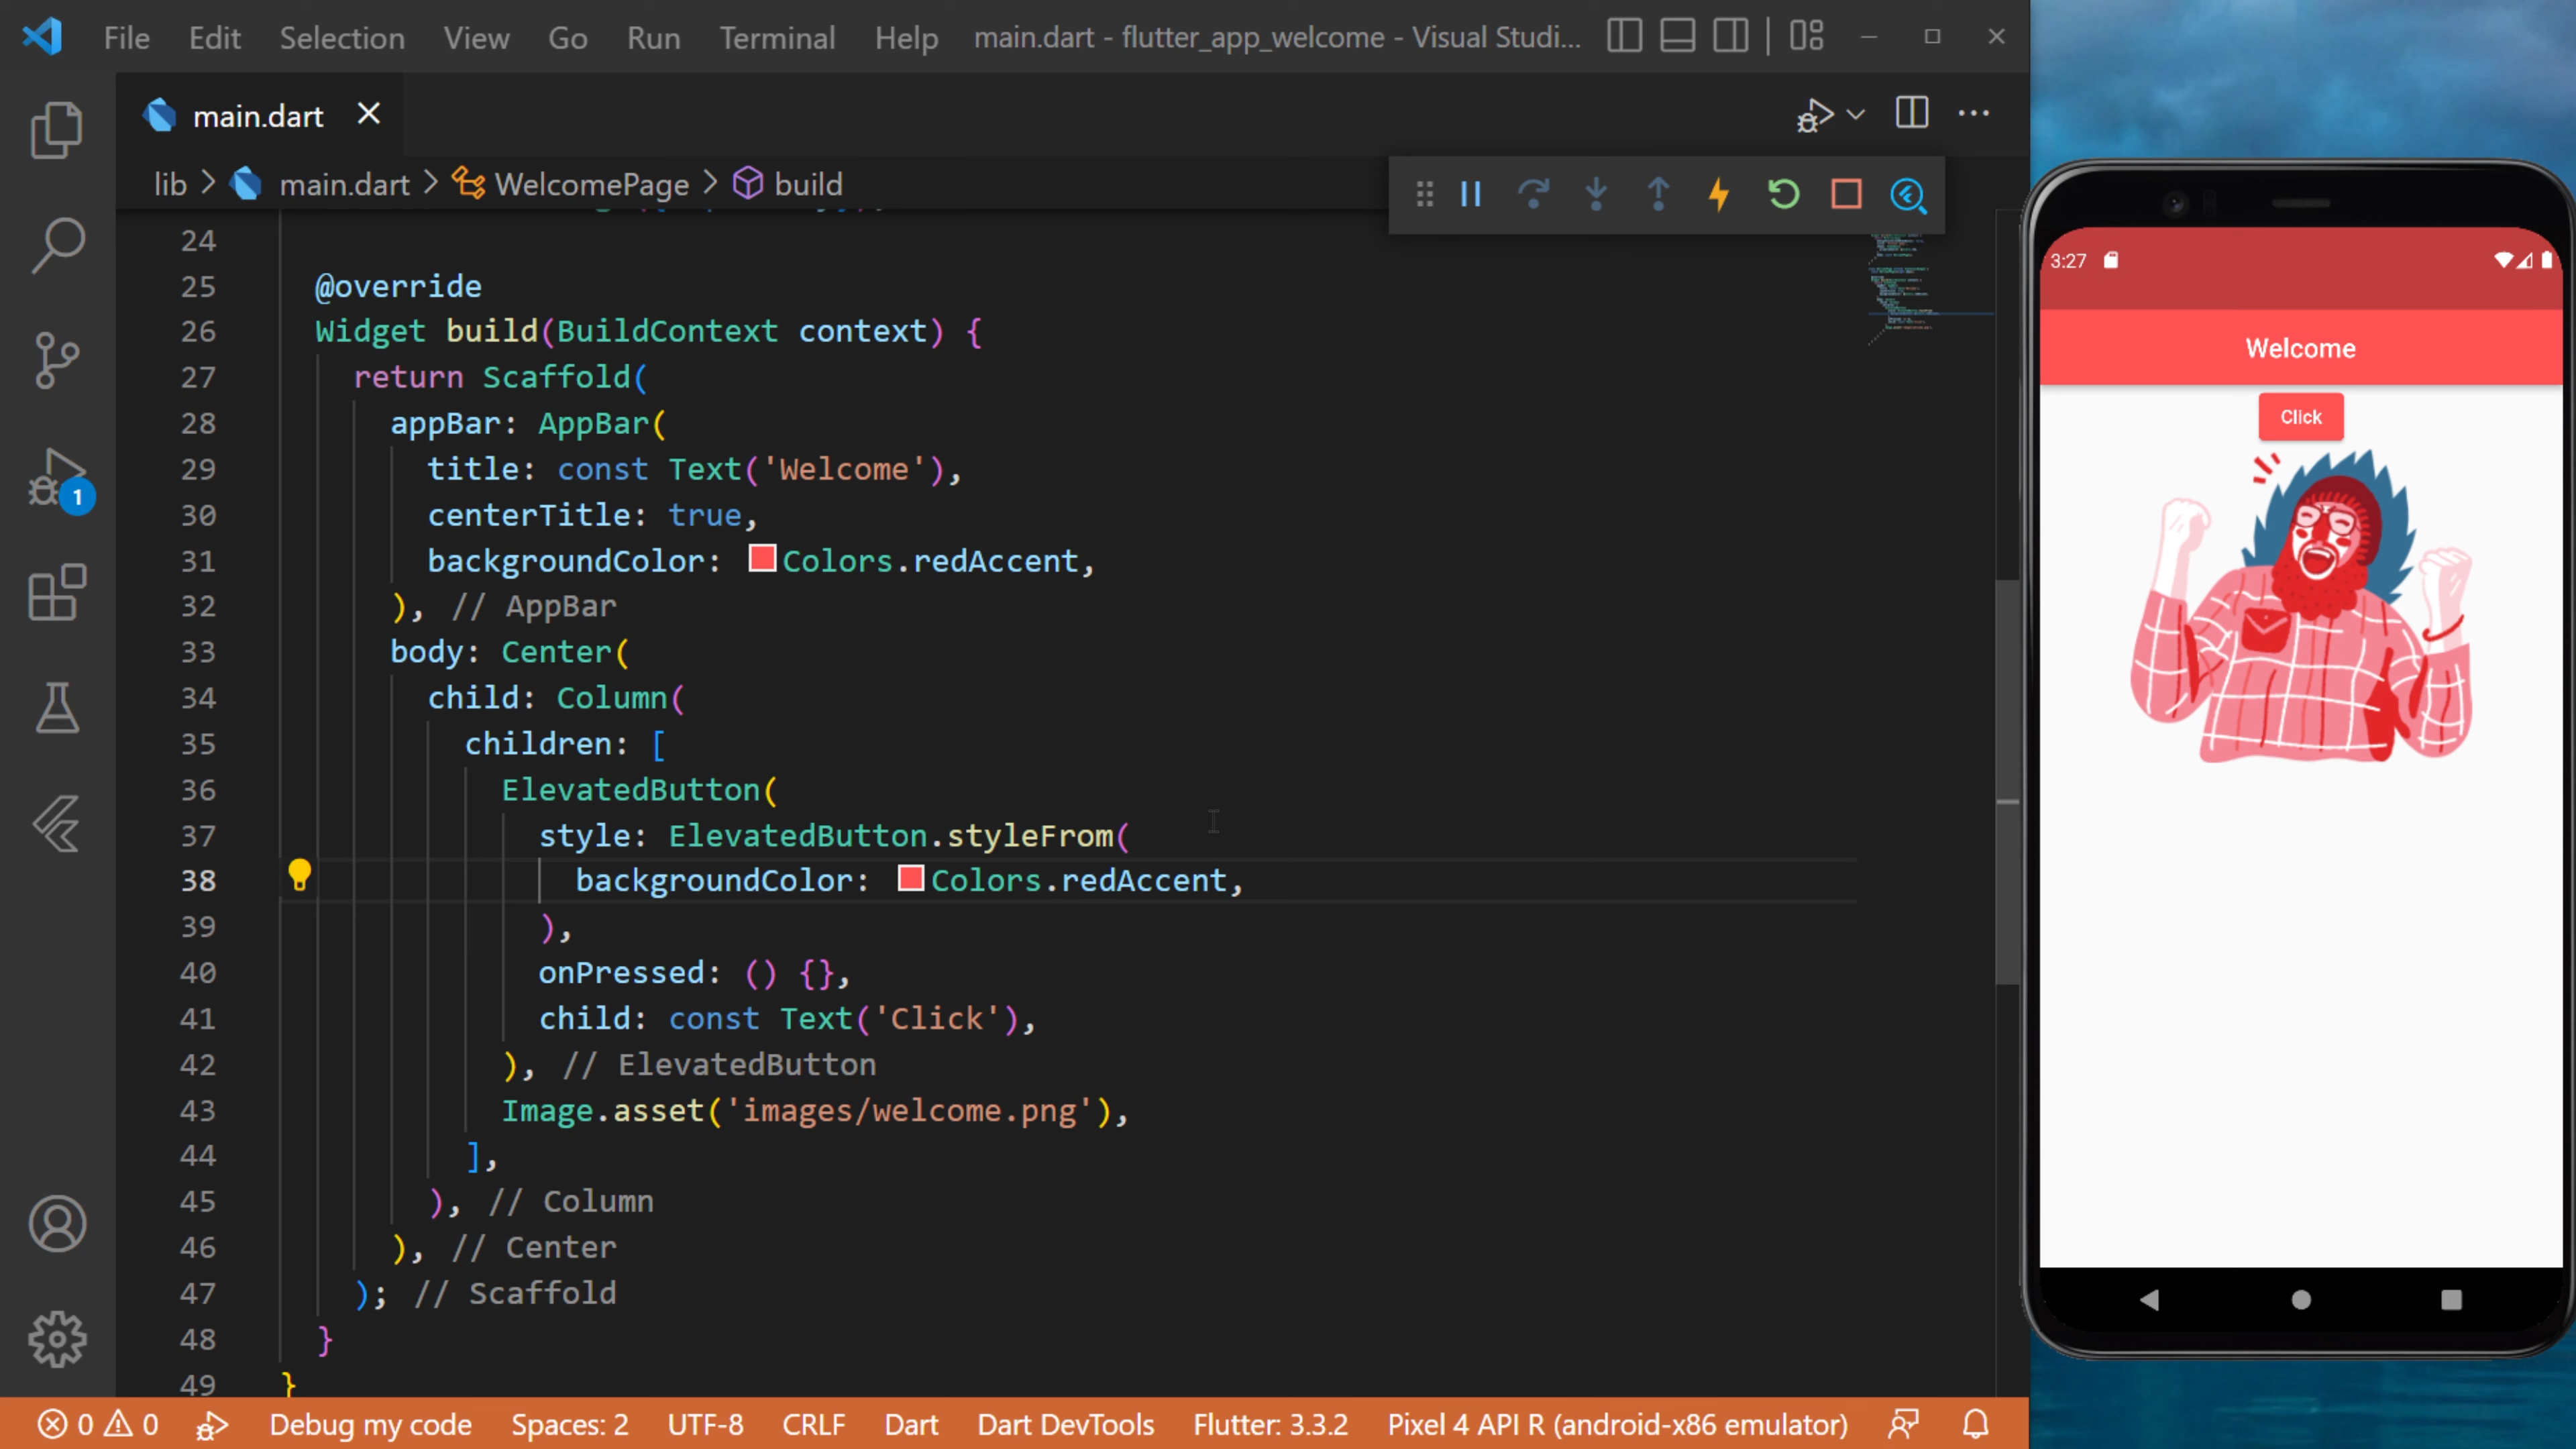 File Edit Selection View Go Run Terminal Help main.dart - flutter_app_welcome - Visual Studi...
main.dart
lib > main.dart > WelcomePage > build
24
25 @override
26 Widget build(BuildContext context) {
27 return Scaffold(
28 appBar: AppBar(
29 title: const Text('Welcome'),
30 centerTitle: true,
31 backgroundColor: Colors.redAccent,
32 ), // AppBar
33 body: Center(
34 child: Column(
35 children: [
36 ElevatedButton(
37 style: ElevatedButton.styleFrom(
38 backgroundColor: Colors.redAccent,
39 ),
40 onPressed: () {},
41 child: const Text('Click'),
42 ), // ElevatedButton
43 Image.asset('images/welcome.png'),
44 ],
45 ), // Column
46 ), // Center
47 ); // Scaffold
48 }
49 }
1
0 0 Debug my code Spaces: 2 UTF-8 CRLF Dart Dart DevTools Flutter: 3.3.2 Pixel 4 API R (android-x86 emulator)
3:27
Welcome
Click